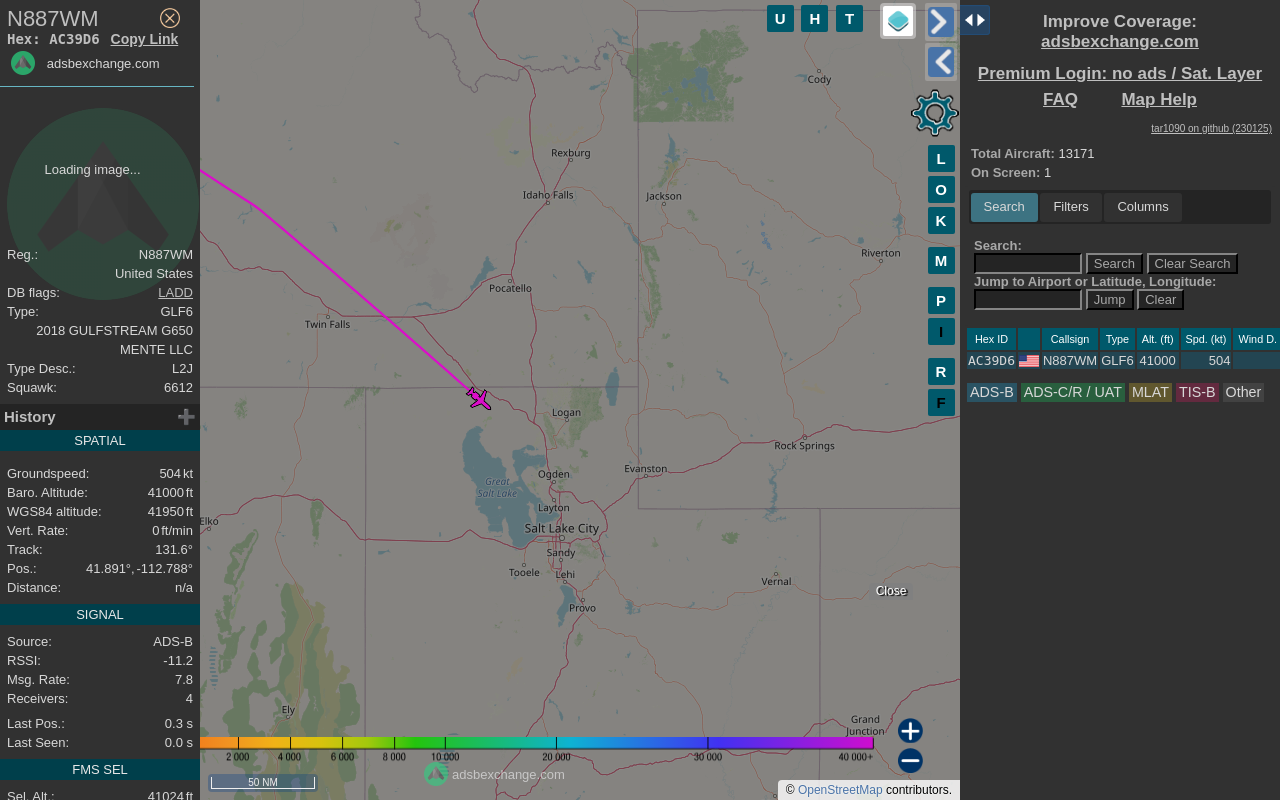 N887WM
Hex: AC39D6 Copy Link
adsbexchange.com
Loading image...
Reg.: N887WM
United States
DB flags: LADD
Type: GLF6
2018 GULFSTREAM G650
MENTE LLC
Type Desc.: L2J
Squawk: 6612
History
SPATIAL
Groundspeed: 504 kt
Baro. Altitude: 41000 ft
WGS84 altitude: 41950 ft
Vert. Rate: 0 ft/min
Track: 131.6°
Pos.: 41.891°, -112.788°
Distance: n/a
SIGNAL
Source: ADS-B
RSSI: -11.2
Msg. Rate: 7.8
Receivers: 4
Last Pos.: 0.3 s
Last Seen: 0.0 s
FMS SEL
Sel. Alt.: 41024 ft
U H T
L
O
K
M
P
I
R
F
Cody
Rexburg
Idaho Falls
Jackson
Riverton
Pocatello
Twin Falls
Logan
Rock Springs
Evanston
Ogden
Great
Salt Lake
Layton
Elko
Salt Lake City
Sandy
Tooele
Lehi
Vernal
Provo
Close
Ely
Grand
Junction
2 000 4 000 6 000 8 000 10 000 20 000 30 000 40 000+
adsbexchange.com
50 NM
© OpenStreetMap contributors.
Improve Coverage:
adsbexchange.com
Premium Login: no ads / Sat. Layer
FAQ Map Help
tar1090 on github (230125)
Total Aircraft: 13171
On Screen: 1
Search Filters Columns
Search:
Search Clear Search
Jump to Airport or Latitude, Longitude:
Jump Clear
Hex ID Callsign Type Alt. (ft) Spd. (kt) Wind D.
AC39D6 N887WM GLF6 41000 504
ADS-B ADS-C/R / UAT MLAT TIS-B Other